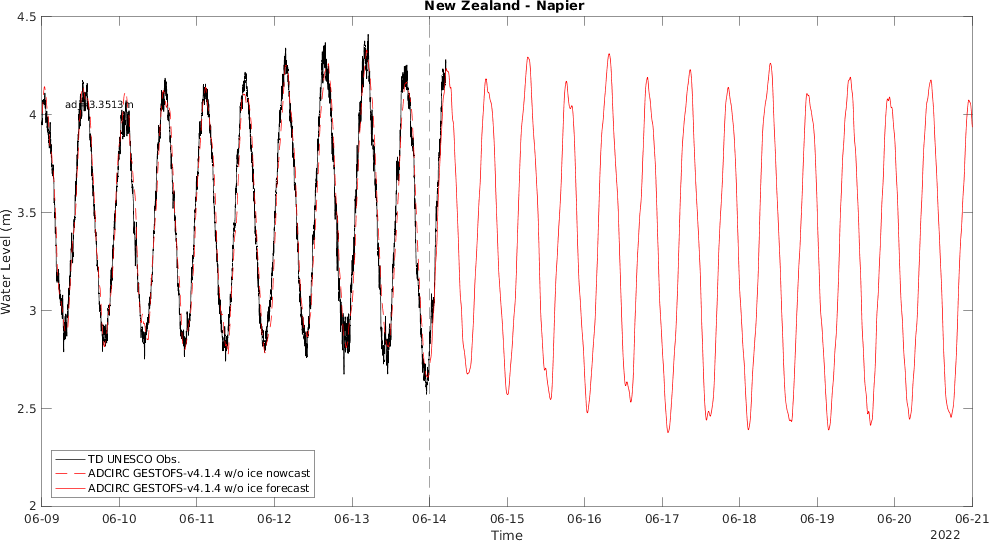 New Zealand - Napier
4.5
4
3.5
3
2.5
2
Water Level (m)
adj=3.3513m
TD UNESCO Obs.
ADCIRC GESTOFS-v4.1.4 w/o ice nowcast
ADCIRC GESTOFS-v4.1.4 w/o ice forecast
06-09 06-10 06-11 06-12 06-13 06-14 06-15 06-16 06-17 06-18 06-19 06-20 06-21
Time
2022